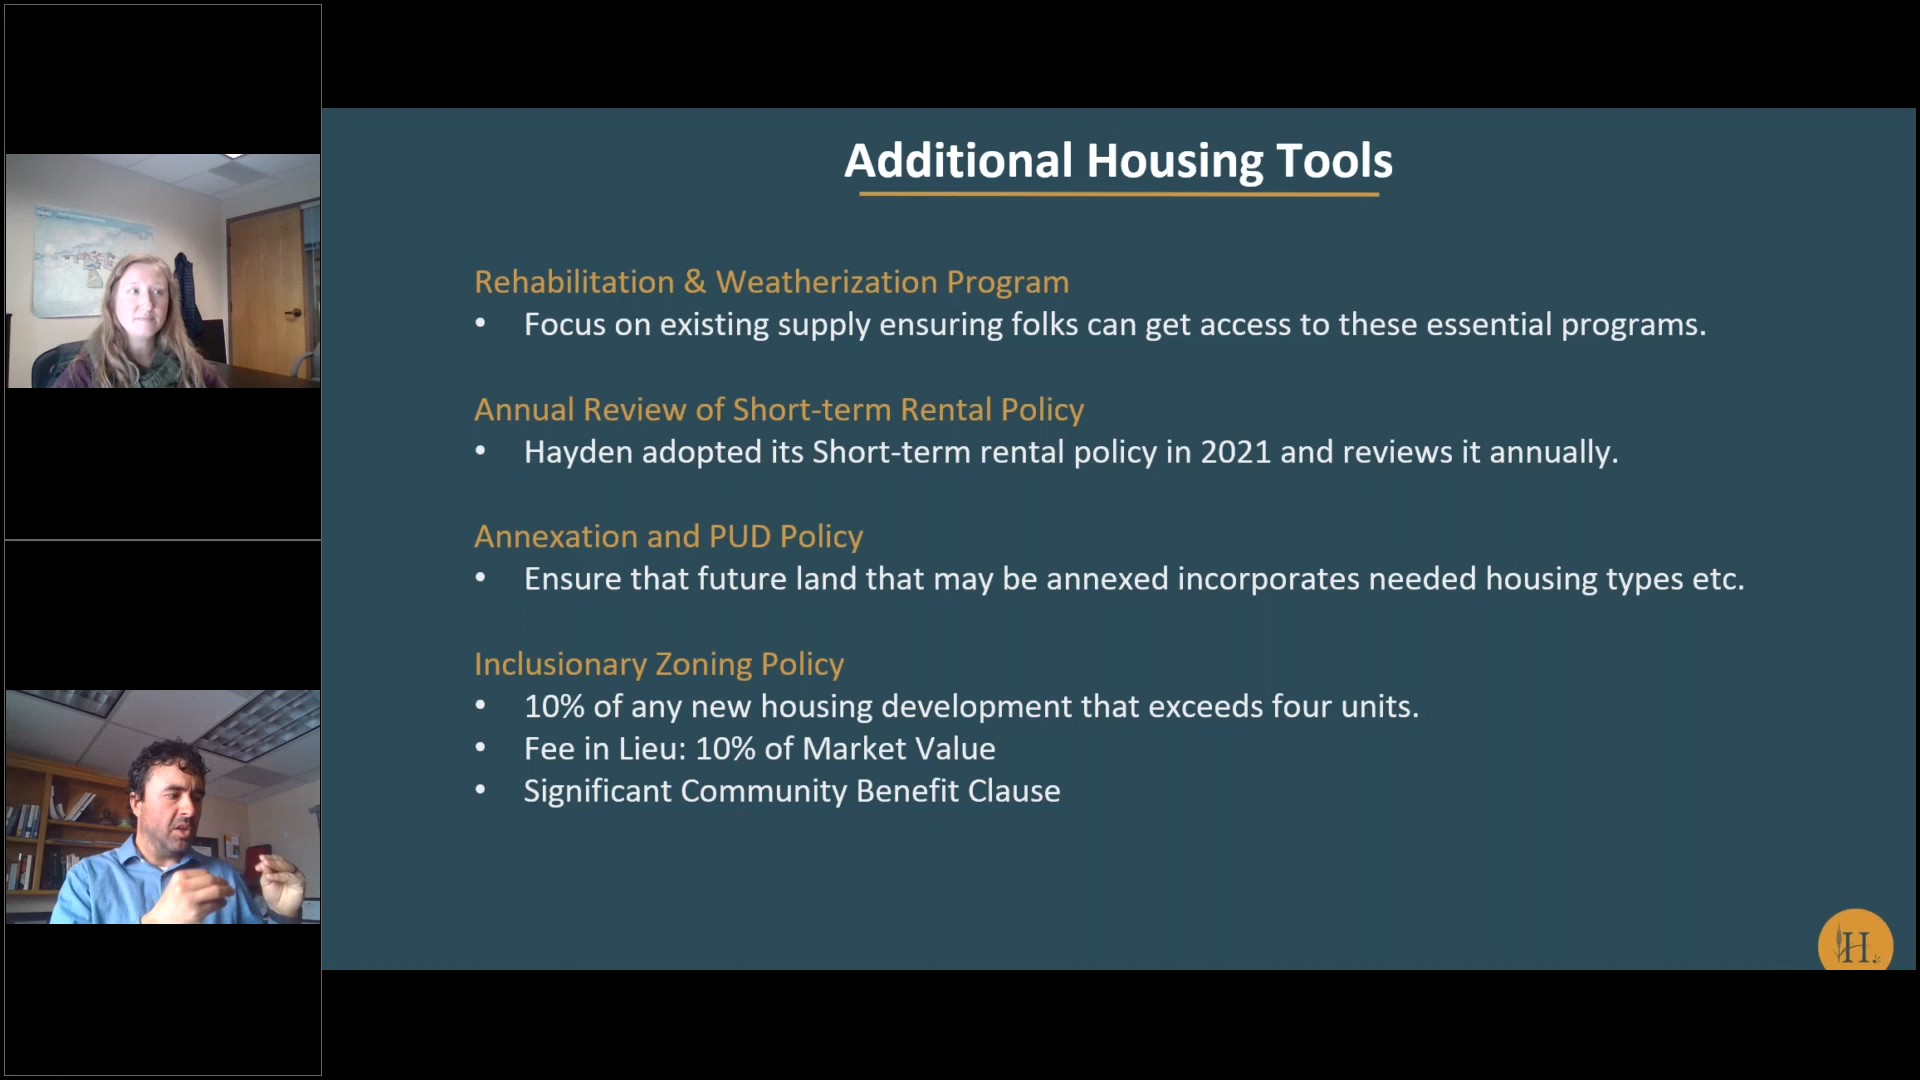 Additional Housing Tools
Rehabilitation & Weatherization Program
• Focus on existing supply ensuring folks can get access to these essential programs.
Annual Review of Short-term Rental Policy
• Hayden adopted its Short-term rental policy in 2021 and reviews it annually.
Annexation and PUD Policy
• Ensure that future land that may be annexed incorporates needed housing types etc.
Inclusionary Zoning Policy
• 10% of any new housing development that exceeds four units.
• Fee in Lieu: 10% of Market Value
• Significant Community Benefit Clause
H.